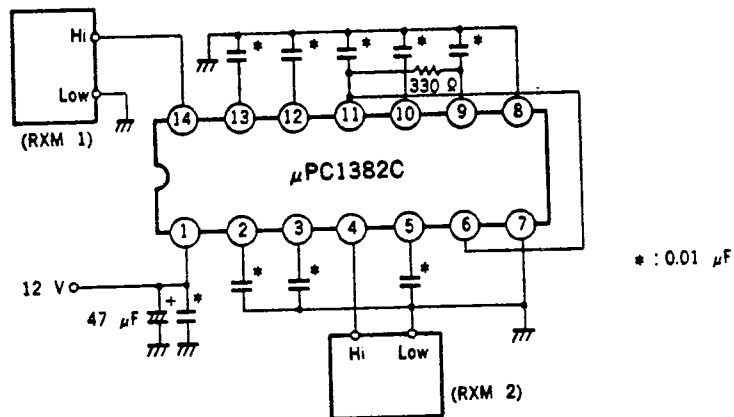 Hi
Low
(RXM 1)
* * * * *
330 Ω
14 13 12 11 10 9 8
μPC1382C
1 2 3 4 5 6 7
* : 0.01 μF
12 V
+ *
47 μF
* * *
Hi Low
(RXM 2)